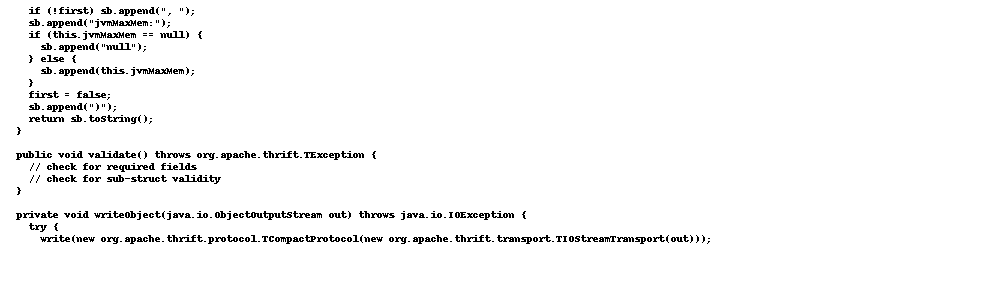 if (!first) sb.append(", ");
sb.append("jvmMaxMem:");
if (this.jvmMaxMem == null) {
sb.append("null");
} else {
sb.append(this.jvmMaxMem);
}
first = false;
sb.append(")");
return sb.toString();
}
public void validate() throws org.apache.thrift.TException {
// check for required fields
// check for sub-struct validity
}
private void writeObject(java.io.ObjectOutputStream out) throws java.io.IOException {
try {
write(new org.apache.thrift.protocol.TCompactProtocol(new org.apache.thrift.transport.TIOStreamTransport(out)));